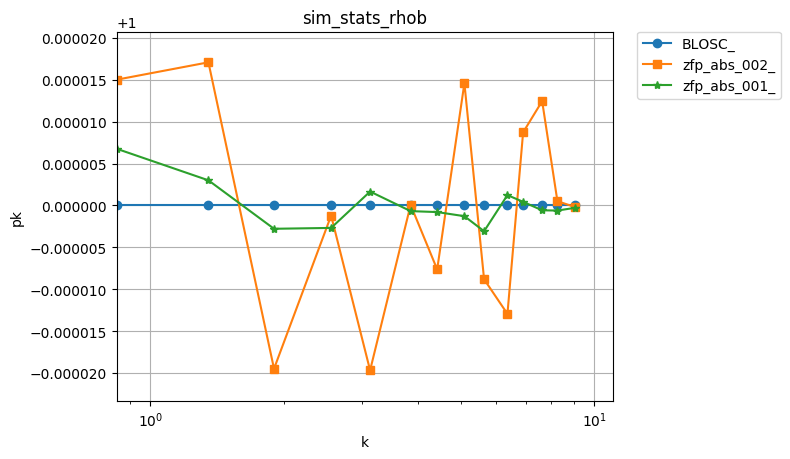 sim_stats_rhob
+1
0.000020
0.000015
0.000010
0.000005
0.000000
−0.000005
−0.000010
−0.000015
−0.000020
pk
10⁰
10¹
k
BLOSC_
zfp_abs_002_
zfp_abs_001_